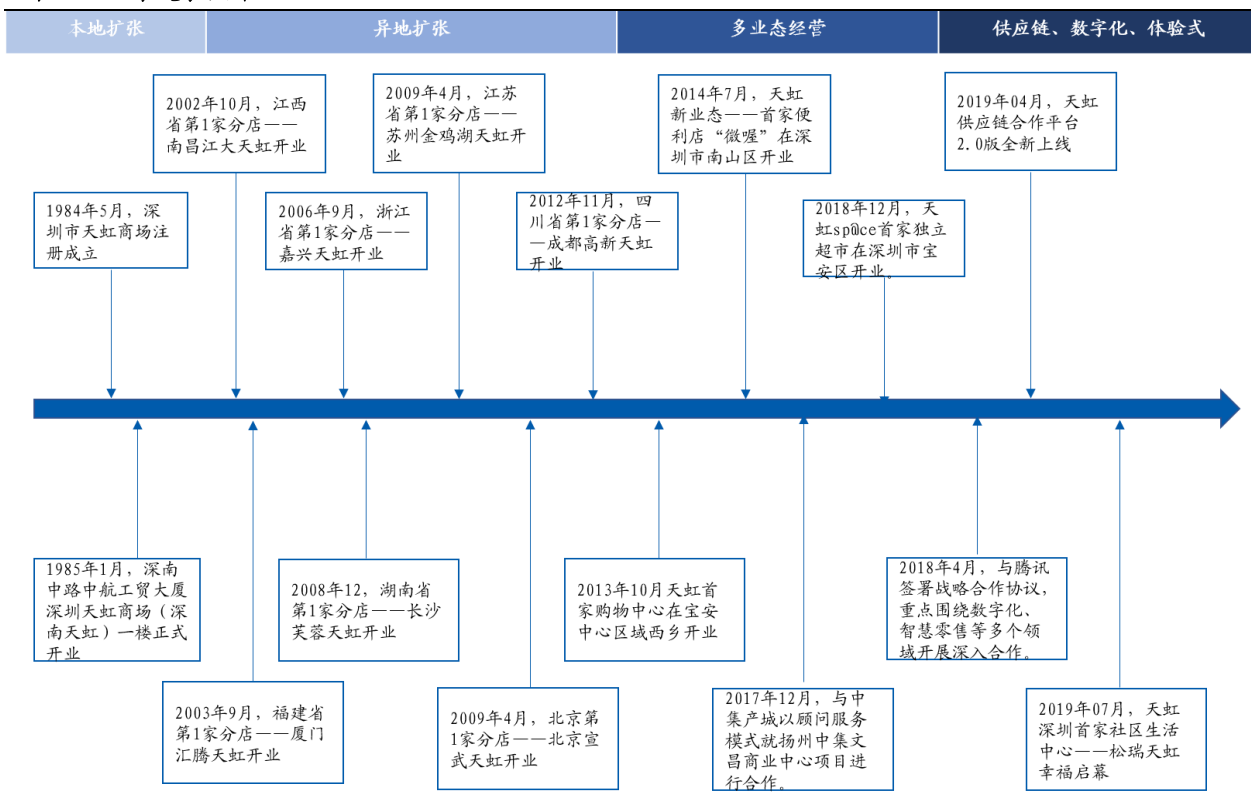 本地扩张
异地扩张
多业态经营
供应链、数字化、体验式
2002年10月，江西
省第1家分店——
南昌江大天虹开业
2009年4月，江苏
省第1家分店——
苏州金鸡湖天虹开
业
2014年7月，天虹
新业态——首家便
利店“微喔”在深
圳市南山区开业
2019年04月，天虹
供应链合作平台
2.0版全新上线
1984年5月，深
圳市天虹商场注
册成立
2006年9月，浙江
省第1家分店——
嘉兴天虹开业
2012年11月，四
川省第1家分店—
—成都高新天虹
开业
2018年12月，天
虹sp@ce首家独立
超市在深圳市宝
安区开业。
1985年1月，深南
中路中航工贸大厦
深圳天虹商场（深
南天虹）一楼正式
开业
2008年12，湖南省
第1家分店——长沙
芙蓉天虹开业
2013年10月天虹首
家购物中心在宝安
中心区域西乡开业
2018年4月，与腾讯
签署战略合作协议，
重点围绕数字化、
智慧零售等多个领
域开展深入合作。
2003年9月，福建省
第1家分店——厦门
汇腾天虹开业
2009年4月，北京第
1家分店——北京宣
武天虹开业
2017年12月，与中
集产城以顾问服务
模式就扬州中集文
昌商业中心项目进
行合作。
2019年07月，天虹
深圳首家社区生活
中心——松瑞天虹
幸福启幕